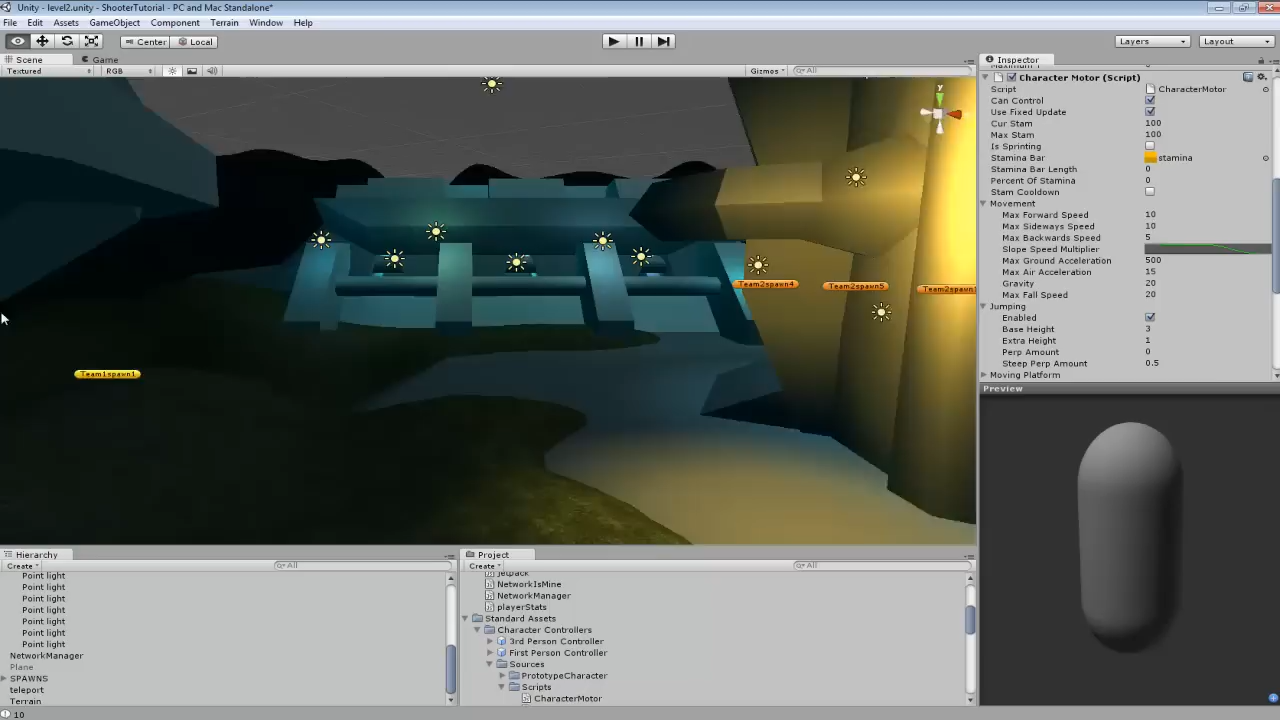 Unity - level2.unity - ShooterTutorial - PC and Mac Standalone*
File Edit Assets GameObject Component Terrain Window Help
Center Local Layers Layout
Scene Game Inspector
Textured RGB Gizmos All
Character Motor (Script)
Script CharacterMotor
Can Control
Use Fixed Update
Cur Stam 100
Max Stam 100
Is Sprinting
Stamina Bar stamina
Stamina Bar Length 0
Percent Of Stamina 0
Stam Cooldown
Movement
Max Forward Speed 10
Max Sideways Speed 10
Max Backwards Speed 5
Slope Speed Multiplier
Max Ground Acceleration 500
Max Air Acceleration 15
Gravity 20
Max Fall Speed 20
Jumping
Enabled
Base Height 3
Extra Height 1
Perp Amount 0
Steep Perp Amount 0.5
Moving Platform
Preview
y
Team2spawn4 Team2spawn5
Team1spawn1
Hierarchy
Create All
Point light
Point light
Point light
Point light
Point light
Point light
Point light
NetworkManager
Plane
SPAWNS
teleport
Terrain
Project
Create All
jetpack
NetworkIsMine
NetworkManager
playerStats
Standard Assets
Character Controllers
3rd Person Controller
First Person Controller
Sources
PrototypeCharacter
Scripts
CharacterMotor
10